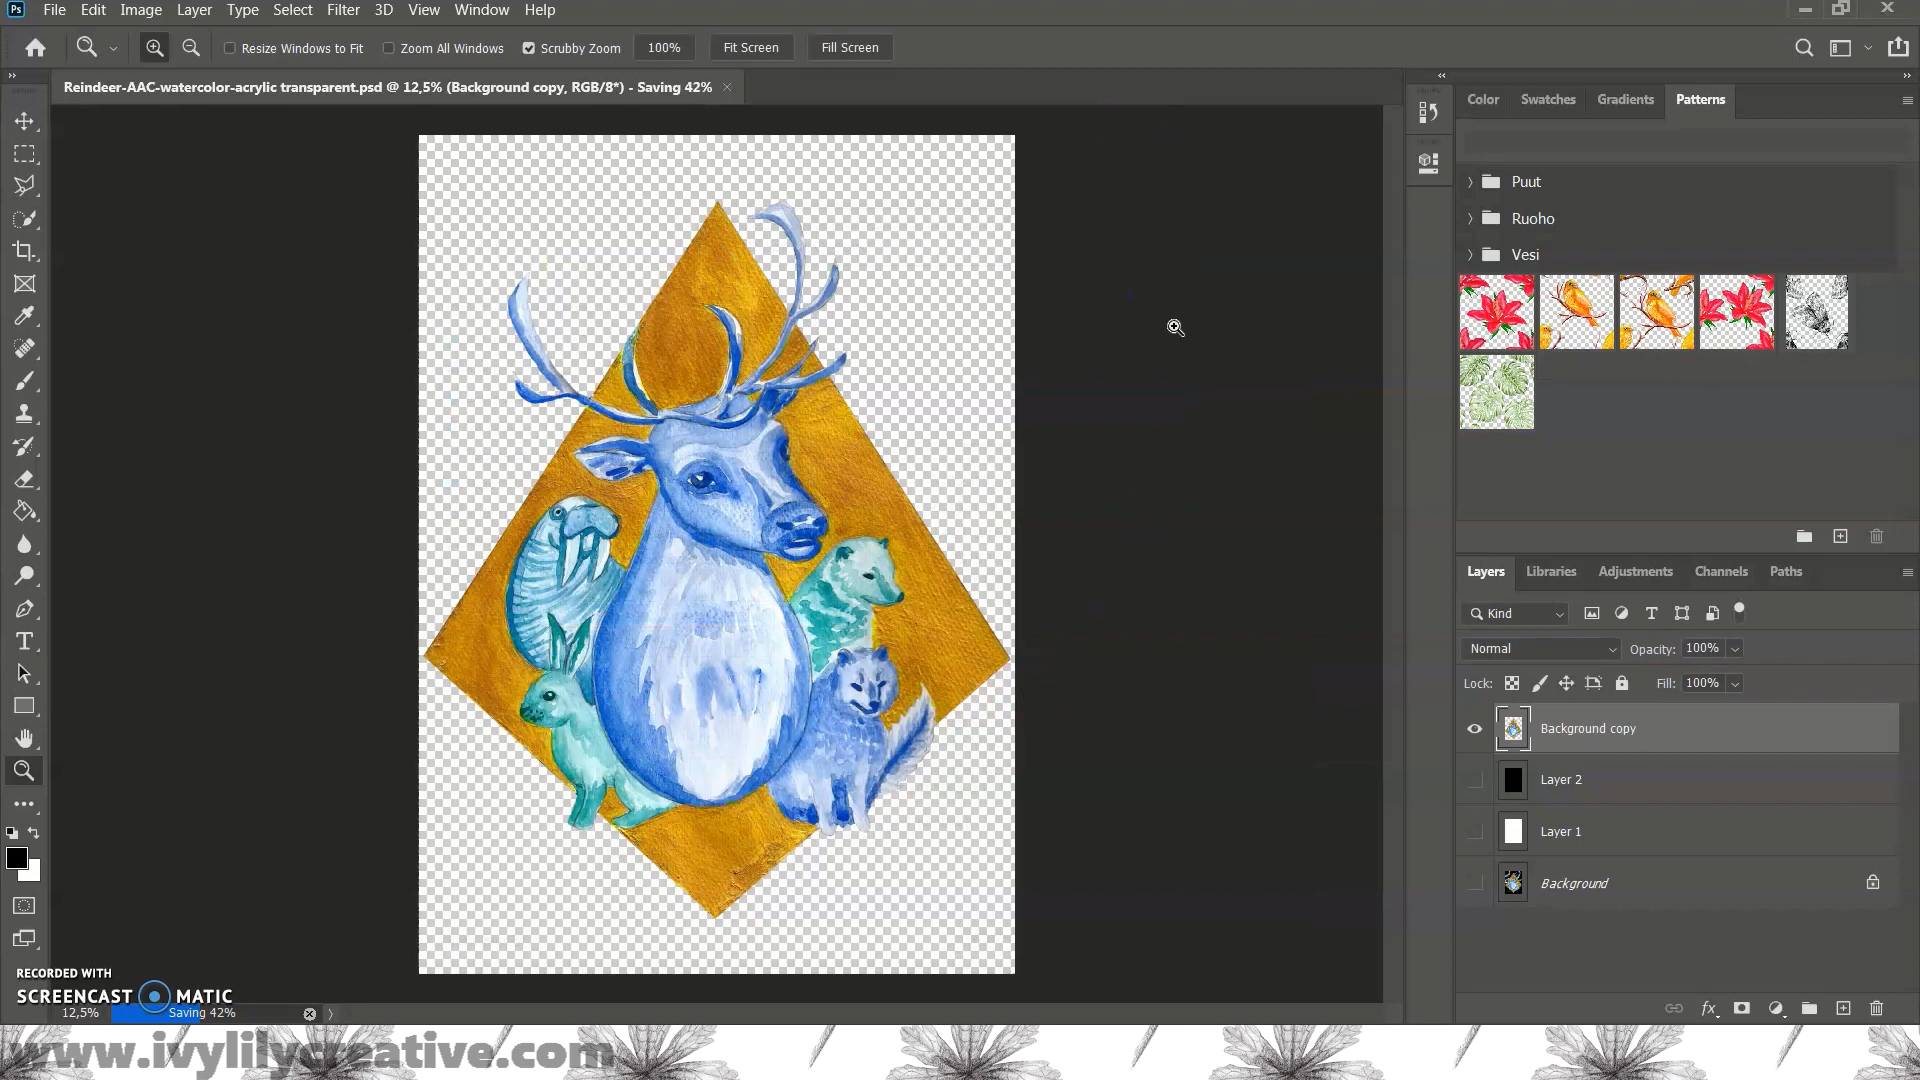 Ps File Edit Image Layer Type Select Filter 3D View Window Help
Resize Windows to Fit Zoom All Windows Scrubby Zoom 100% Fit Screen Fill Screen
Reindeer-AAC-watercolor-acrylic transparent.psd @ 12,5% (Background copy, RGB/8*) - Saving 42%
Color Swatches Gradients Patterns
Puut
Ruoho
Vesi
Layers Libraries Adjustments Channels Paths
Kind
Normal Opacity: 100%
Lock: Fill: 100%
Background copy
Layer 2
Layer 1
Background
RECORDED WITH
SCREENCAST MATIC
12,5% Saving 42%
www.ivylilycreative.com